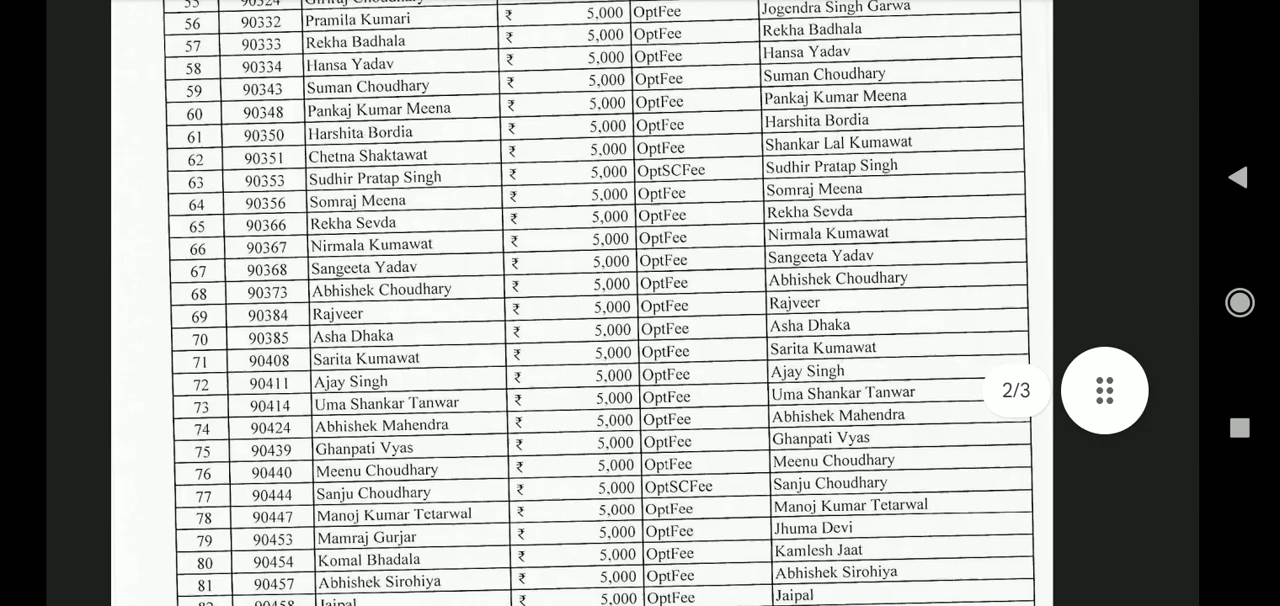 56 90332 Pramila Kumari ₹ 5,000 OptFee Jogendra Singh Garwa
57 90333 Rekha Badhala ₹ 5,000 OptFee Rekha Badhala
58 90334 Hansa Yadav ₹ 5,000 OptFee Hansa Yadav
59 90343 Suman Choudhary ₹ 5,000 OptFee Suman Choudhary
60 90348 Pankaj Kumar Meena ₹ 5,000 OptFee Pankaj Kumar Meena
61 90350 Harshita Bordia ₹ 5,000 OptFee Harshita Bordia
62 90351 Chetna Shaktawat ₹ 5,000 OptFee Shankar Lal Kumawat
63 90353 Sudhir Pratap Singh ₹ 5,000 OptSCFee Sudhir Pratap Singh
64 90356 Somraj Meena ₹ 5,000 OptFee Somraj Meena
65 90366 Rekha Sevda ₹ 5,000 OptFee Rekha Sevda
66 90367 Nirmala Kumawat ₹ 5,000 OptFee Nirmala Kumawat
67 90368 Sangeeta Yadav ₹ 5,000 OptFee Sangeeta Yadav
68 90373 Abhishek Choudhary ₹ 5,000 OptFee Abhishek Choudhary
69 90384 Rajveer ₹ 5,000 OptFee Rajveer
70 90385 Asha Dhaka ₹ 5,000 OptFee Asha Dhaka
71 90408 Sarita Kumawat ₹ 5,000 OptFee Sarita Kumawat
72 90411 Ajay Singh ₹ 5,000 OptFee Ajay Singh
73 90414 Uma Shankar Tanwar ₹ 5,000 OptFee Uma Shankar Tanwar
2/3
74 90424 Abhishek Mahendra ₹ 5,000 OptFee Abhishek Mahendra
75 90439 Ghanpati Vyas ₹ 5,000 OptFee Ghanpati Vyas
76 90440 Meenu Choudhary ₹ 5,000 OptFee Meenu Choudhary
77 90444 Sanju Choudhary ₹ 5,000 OptSCFee Sanju Choudhary
78 90447 Manoj Kumar Tetarwal ₹ 5,000 OptFee Manoj Kumar Tetarwal
79 90453 Mamraj Gurjar ₹ 5,000 OptFee Jhuma Devi
80 90454 Komal Bhadala ₹ 5,000 OptFee Kamlesh Jaat
81 90457 Abhishek Sirohiya ₹ 5,000 OptFee Abhishek Sirohiya
Jaipal ₹ 5,000 OptFee Jaipal